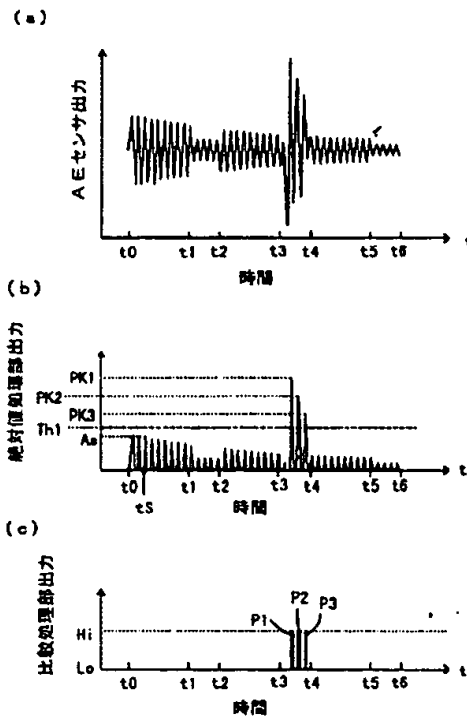 (a)
AEセンサ出力
t0 t1 t2 t3 t4 t5 t6 t
時間
(b)
絶対値処理部出力
PK1
PK2
PK3
Th1
As
t0 t1 t2 t3 t4 t5 t6 t
tS
時間
(c)
比較処理部出力
P1 P2 P3
Hi
Lo
t0 t1 t2 t3 t4 t5 t6 t
時間